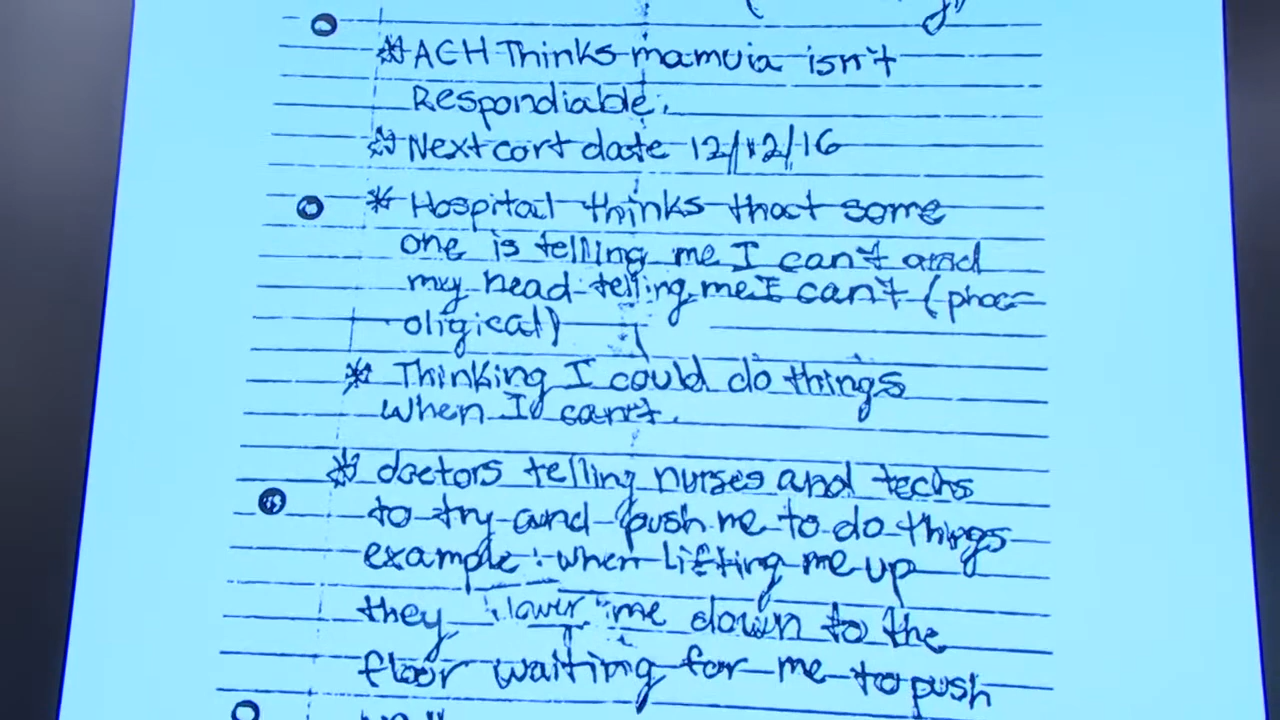 * ACH Thinks mamuia isn't
Respondiable.
* Next cort date 12/12/16
* Hospital thinks that some
one is telling me I can't and
my head telling me I can't (phoc-
oligical)
* Thinking I could do things
when I can't.
* doctors telling nurses and techs
to try and push me to do things
example: when lifting me up
they "lower" me down to the
floor waiting for me to push